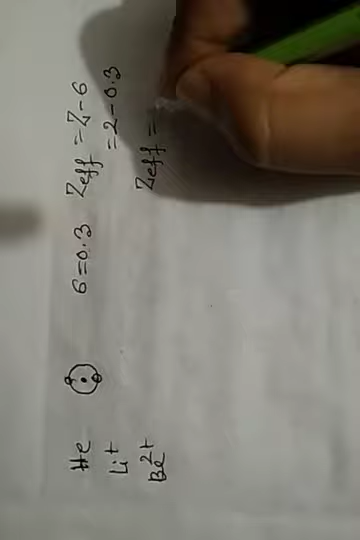 He σ=0.3 Zeff = Z-σ
Li+ = 2-0.3
Be2+ Zeff =